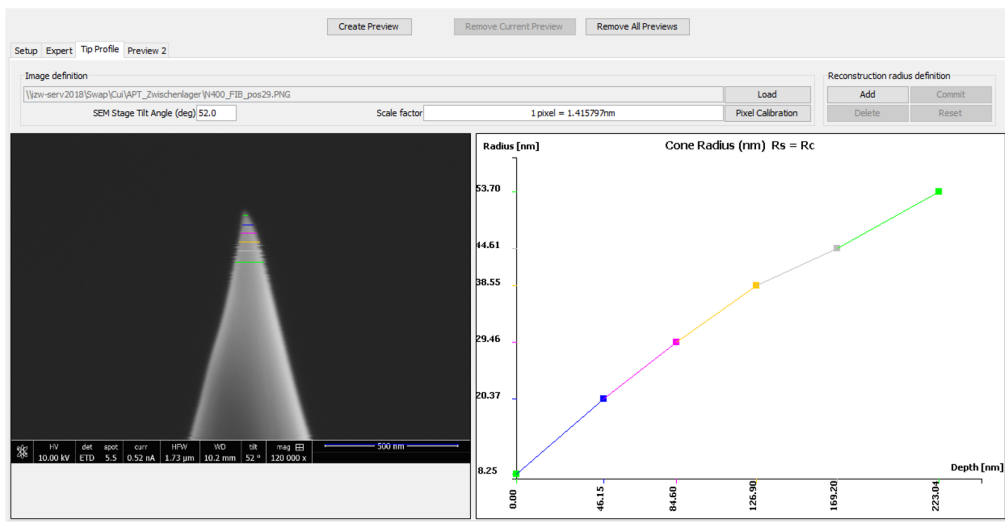 Create Preview Remove Current Preview Remove All Previews
Setup Expert Tip Profile Preview 2
Image definition
\\jzw-serv2018\Swap\Cui\APT_Zwischenlager\N400_FIB_pos29.PNG Load
SEM Stage Tilt Angle (deg) 52.0 Scale factor 1 pixel = 1.415797nm Pixel Calibration
Reconstruction radius definition
Add Commit
Delete Reset
HV det spot curr HFW WD tilt mag 500 nm
10.00 kV ETD 5.5 0.52 nA 1.73 µm 10.2 mm 52 ° 120 000 x
Radius [nm] Cone Radius (nm) Rs = Rc
53.70
44.61
38.55
29.46
20.37
8.25
Depth [nm]
0.00 46.15 84.60 126.90 169.20 223.04